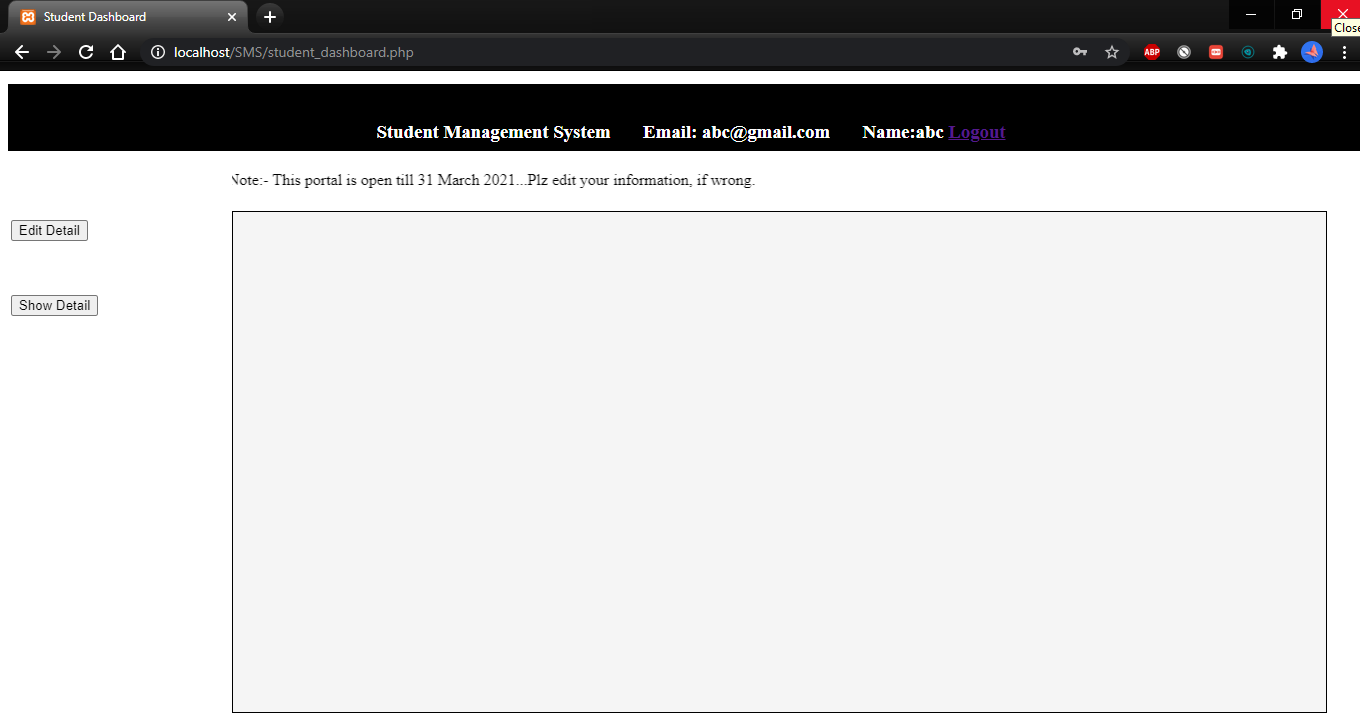 Student Dashboard
Close
localhost/SMS/student_dashboard.php
ABP
Student Management System Email: abc@gmail.com Name:abc Logout
Note:- This portal is open till 31 March 2021...Plz edit your information, if wrong.
Edit Detail
Show Detail